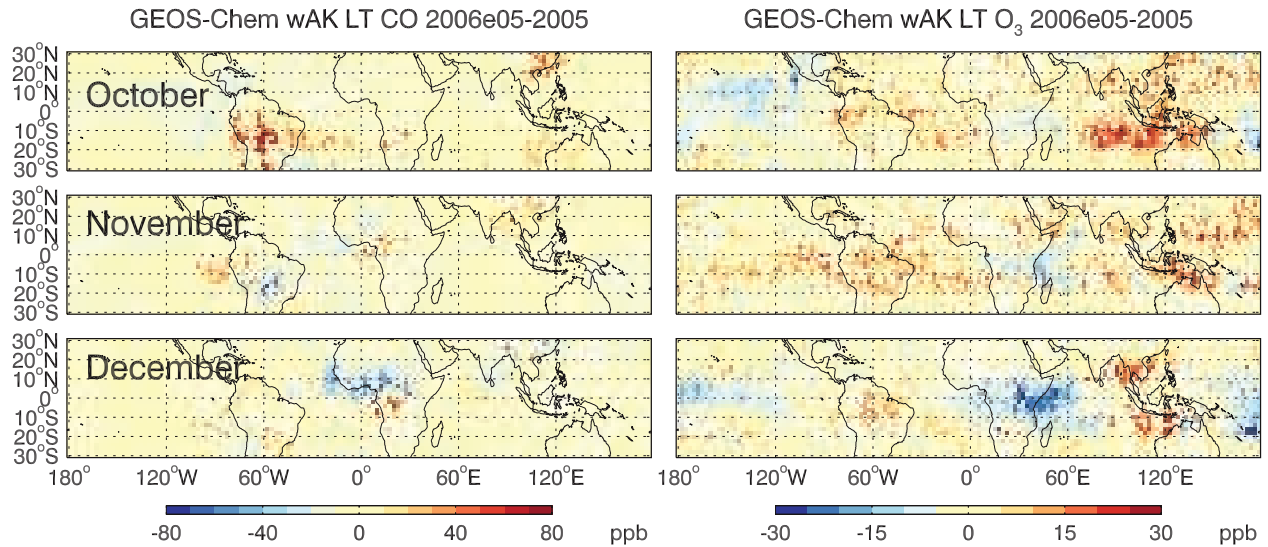 GEOS-Chem wAK LT CO 2006e05-2005
GEOS-Chem wAK LT O₃ 2006e05-2005
30°N
20°N
10°N
0°
10°S
20°S
30°S
October
30°N
20°N
10°N
0°
10°S
20°S
30°S
November
30°N
20°N
10°N
0°
10°S
20°S
30°S
December
180° 120°W 60°W 0° 60°E 120°E
180° 120°W 60°W 0° 60°E 120°E
-80 -40 0 40 80 ppb
-30 -15 0 15 30 ppb